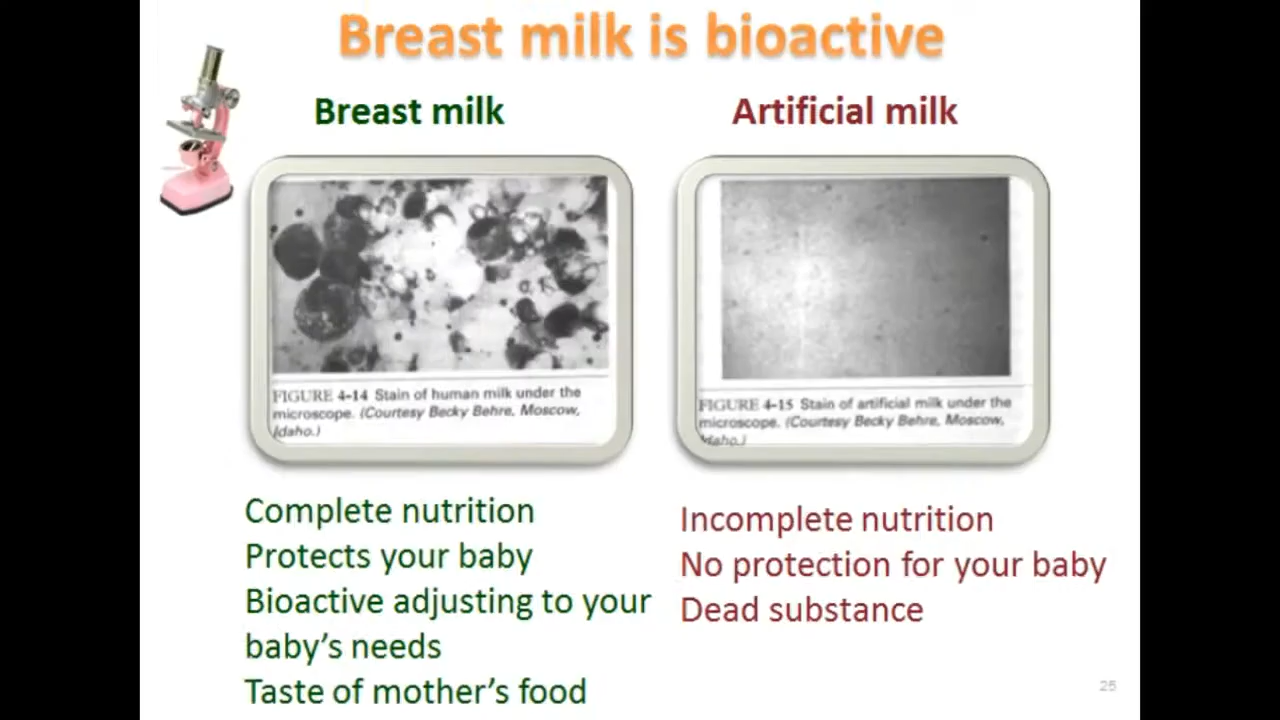 Breast milk is bioactive
Breast milk
FIGURE 4-14 Stain of human milk under the
microscope. (Courtesy Becky Behre, Moscow,
Idaho.)
Complete nutrition
Protects your baby
Bioactive adjusting to your
baby's needs
Taste of mother's food
Artificial milk
FIGURE 4-15 Stain of artificial milk under the
microscope. (Courtesy Becky Behre, Moscow,
Idaho.)
Incomplete nutrition
No protection for your baby
Dead substance
25